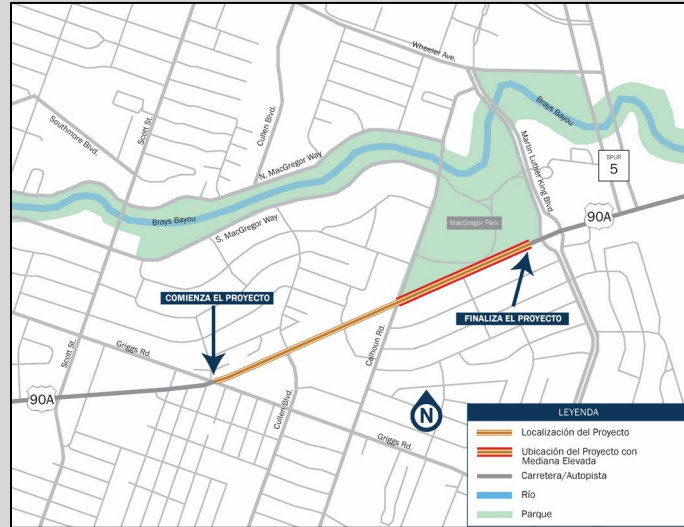 Wheeler Ave.
Scott St.
Cullen Blvd.
Southmore Blvd.
Brays Bayou
Martin Luther King Blvd.
N. MacGregor Way
SPUR
5
Brays Bayou
S. MacGregor Way
MacGregor Park
90A
COMIENZA EL PROYECTO
FINALIZA EL PROYECTO
Calhoun Rd.
Griggs Rd.
Scott St.
90A
Cullen Blvd.
N
Griggs Rd.
LEYENDA
Localización del Proyecto
Ubicación del Proyecto con
Mediana Elevada
Carretera/Autopista
Río
Parque